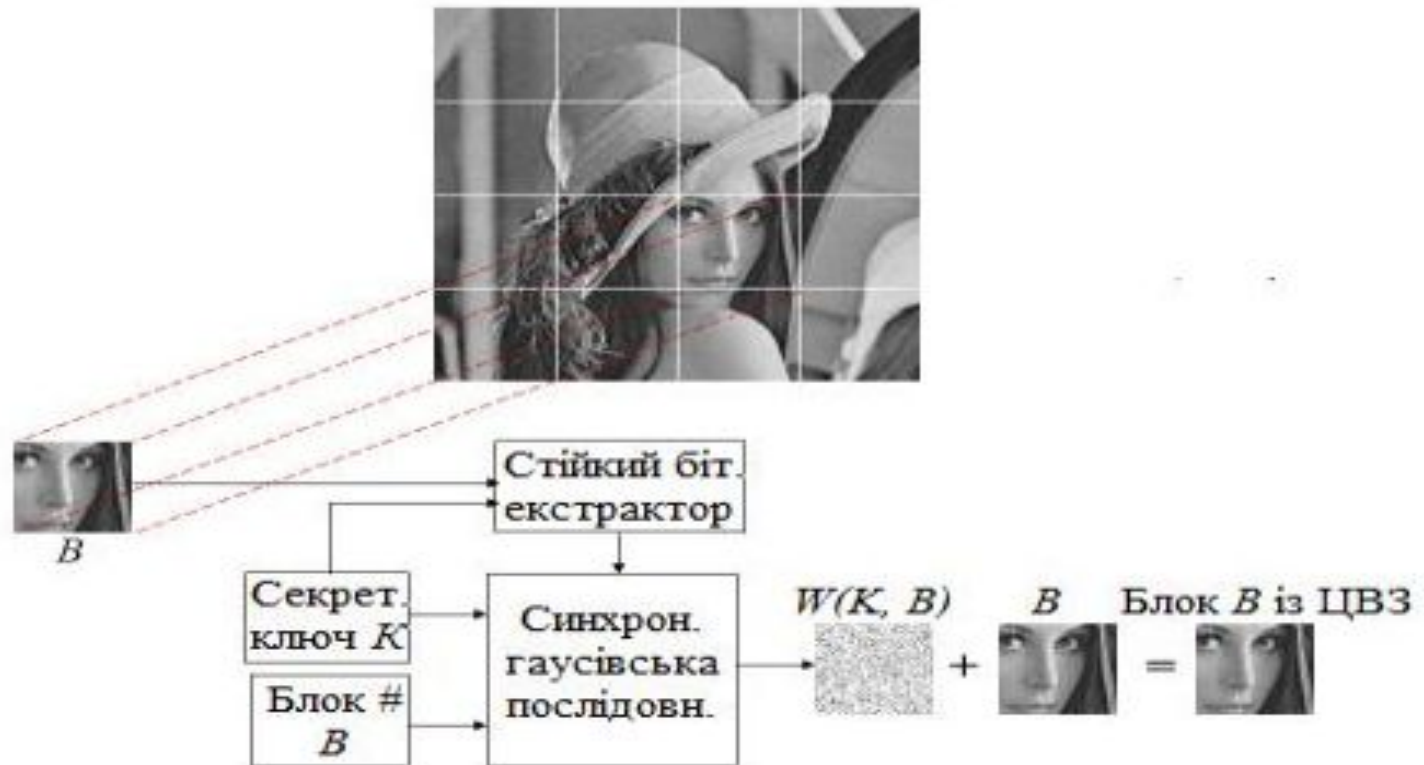 B
Стійкий біт.
екстрактор
Секрет.
ключ K
Блок #
B
Синхрон.
гаусівська
послідовн.
W(K, B)
+
B
=
Блок B із ЦВЗ